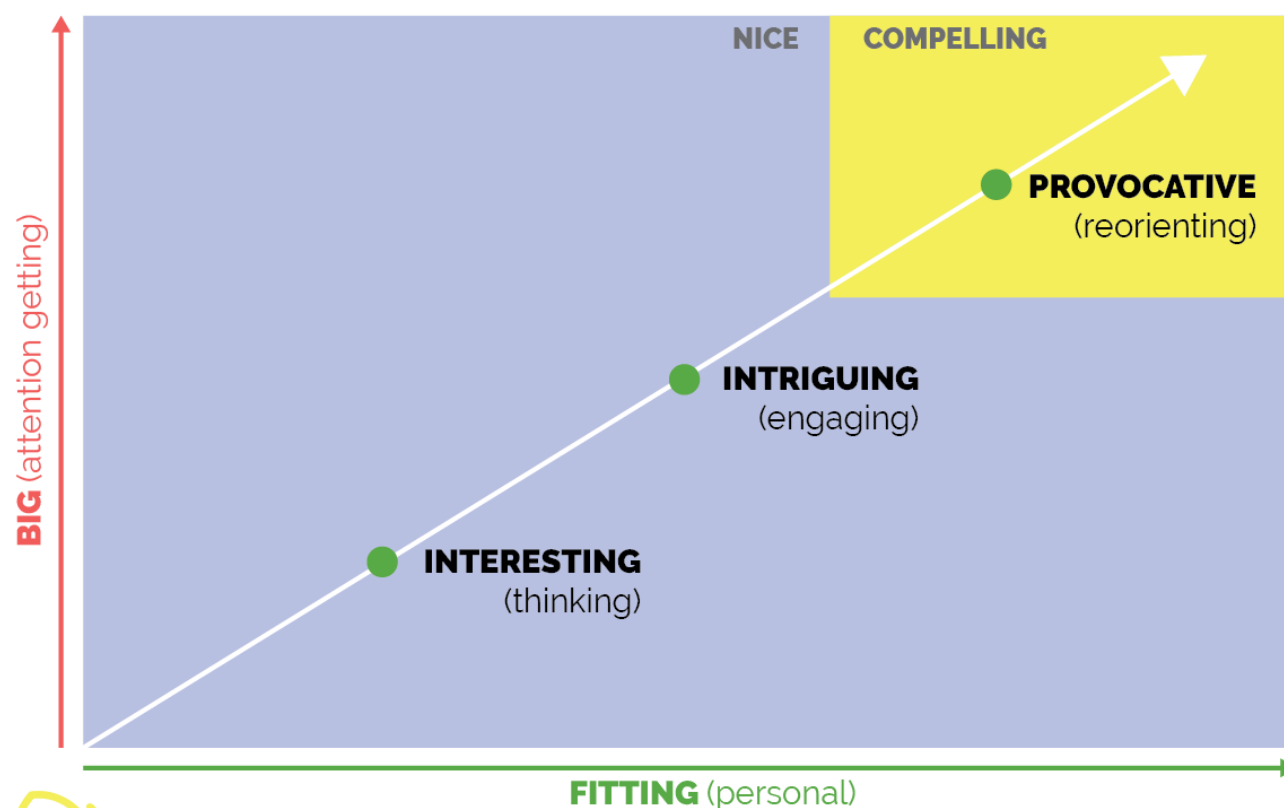 NICE
COMPELLING
PROVOCATIVE
(reorienting)
INTRIGUING
(engaging)
INTERESTING
(thinking)
BIG (attention getting)
FITTING (personal)